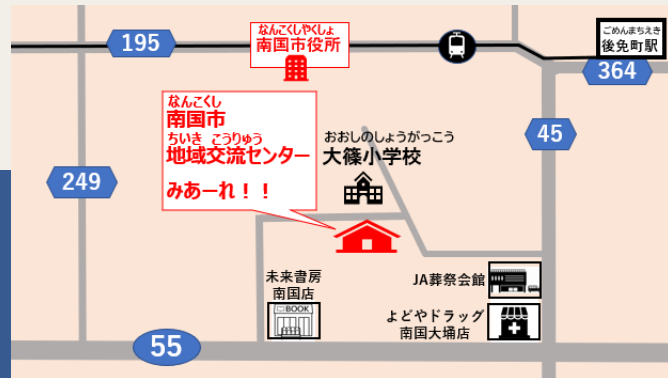 195
なんこくしやくしょ
南国市役所
ごめんまちえき
後免町駅
364
なんこくし
南国市
ちいき こうりゅう
地域交流センター
みあーれ！！
おおしのしょうがっこう
大篠小学校
45
249
未来書房
南国店
BOOK
JA葬祭会館
よどやドラッグ
南国大埇店
55